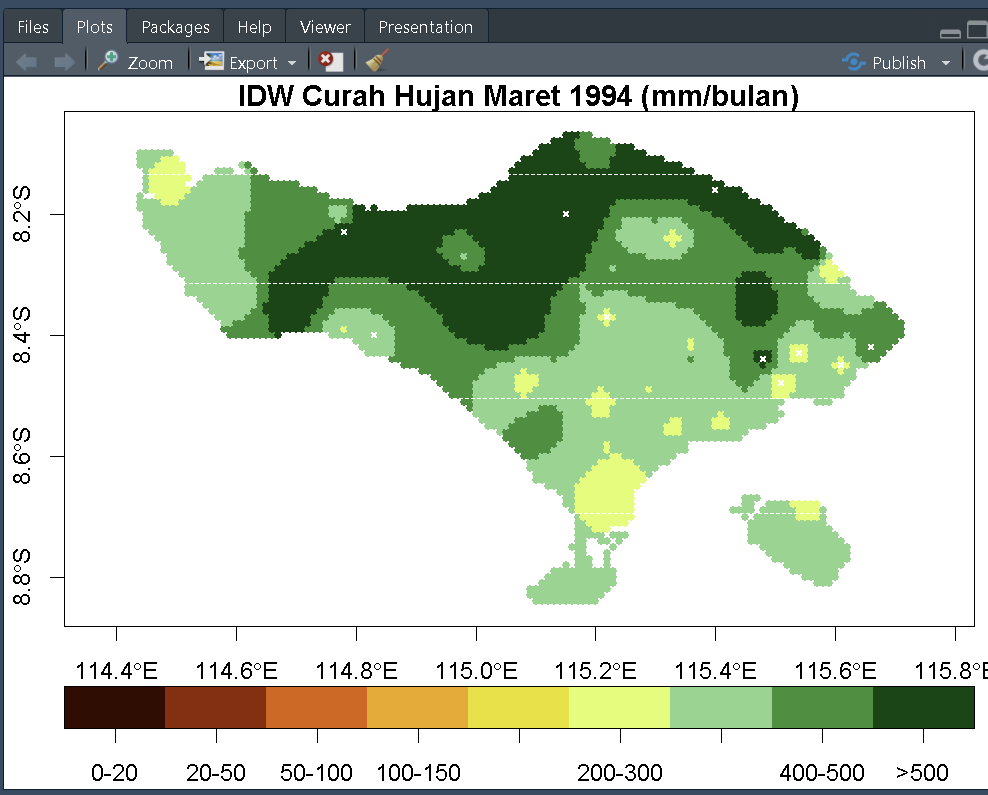 Files Plots Packages Help Viewer Presentation
Zoom Export Publish
IDW Curah Hujan Maret 1994 (mm/bulan)
8.2°S
8.4°S
8.6°S
8.8°S
114.4°E 114.6°E 114.8°E 115.0°E 115.2°E 115.4°E 115.6°E 115.8°E
0-20 20-50 50-100 100-150 200-300 400-500 >500